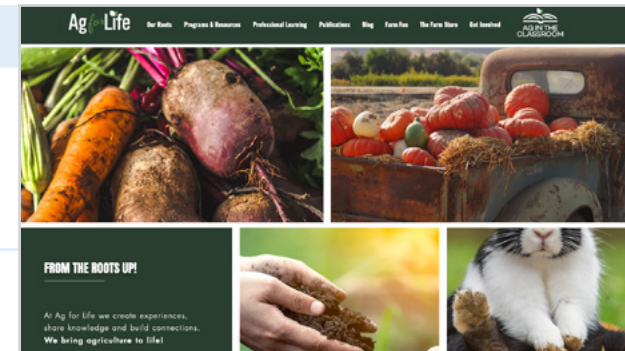 Ag for Life
Our Roots Programs & Resources Professional Learning Publications Blog Farm Fun The Farm Store Get Involved
AG IN THE
CLASSROOM
FROM THE ROOTS UP!
At Ag for Life we create experiences,
share knowledge and build connections.
We bring agriculture to life!